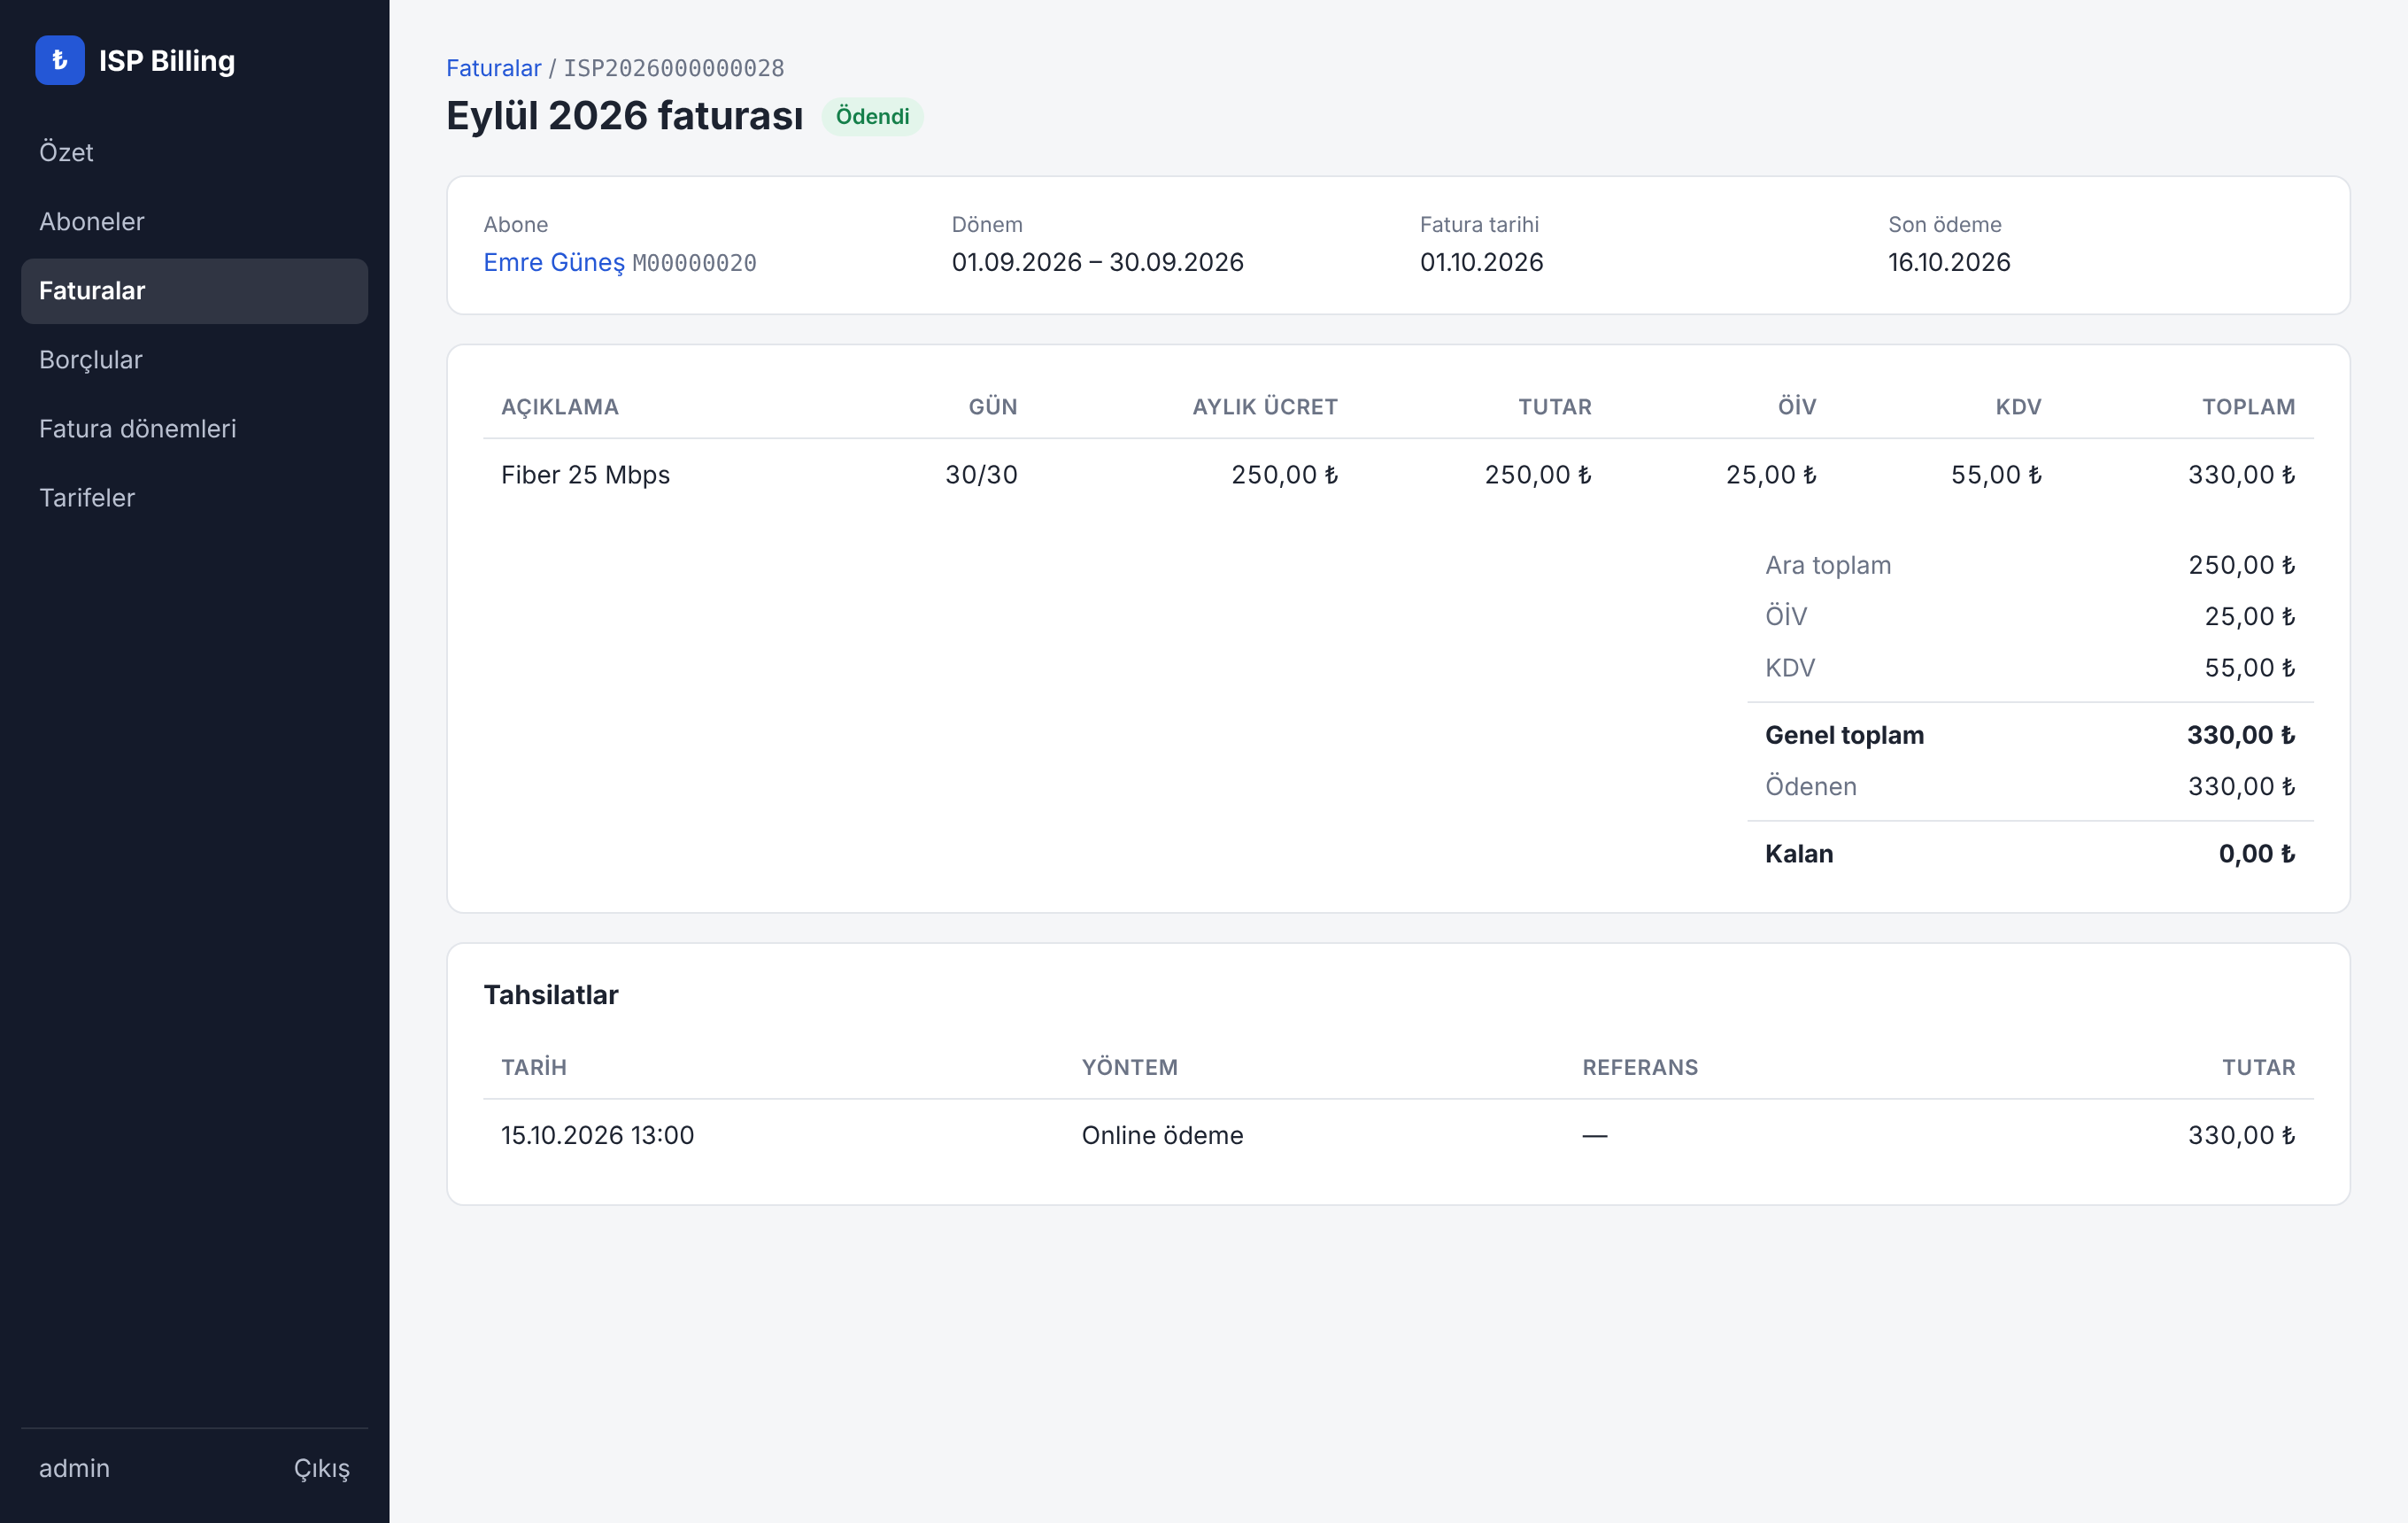 ₺ ISP Billing
Özet
Aboneler
Faturalar
Borçlular
Fatura dönemleri
Tarifeler
admin Çıkış
Faturalar / ISP2026000000028
Eylül 2026 faturası Ödendi
Abone Dönem Fatura tarihi Son ödeme
Emre Güneş M00000020 01.09.2026 – 30.09.2026 01.10.2026 16.10.2026
AÇIKLAMA GÜN AYLIK ÜCRET TUTAR ÖİV KDV TOPLAM
Fiber 25 Mbps 30/30 250,00 ₺ 250,00 ₺ 25,00 ₺ 55,00 ₺ 330,00 ₺
Ara toplam 250,00 ₺
ÖİV 25,00 ₺
KDV 55,00 ₺
Genel toplam 330,00 ₺
Ödenen 330,00 ₺
Kalan 0,00 ₺
Tahsilatlar
TARİH YÖNTEM REFERANS TUTAR
15.10.2026 13:00 Online ödeme — 330,00 ₺